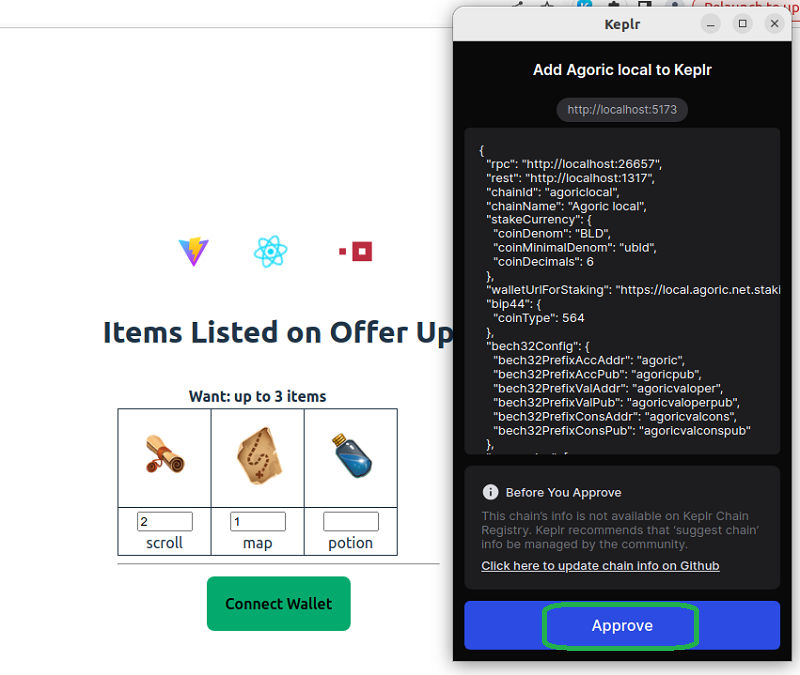 Relaunch to up
Keplr
Add Agoric local to Keplr
http://localhost:5173
{
"rpc": "http://localhost:26657",
"rest": "http://localhost:1317",
"chainId": "agoriclocal",
"chainName": "Agoric local",
"stakeCurrency": {
"coinDenom": "BLD",
"coinMinimalDenom": "ubld",
"coinDecimals": 6
},
"walletUrlForStaking": "https://local.agoric.net.staki
"bip44": {
"coinType": 564
},
"bech32Config": {
"bech32PrefixAccAddr": "agoric",
"bech32PrefixAccPub": "agoricpub",
"bech32PrefixValAddr": "agoricvaloper",
"bech32PrefixValPub": "agoricvaloperpub",
"bech32PrefixConsAddr": "agoricvalcons",
"bech32PrefixConsPub": "agoricvalconspub"
},
Before You Approve
This chain's info is not available on Keplr Chain
Registry. Keplr recommends that 'suggest chain'
info be managed by the community.
Click here to update chain info on Github
Approve
Items Listed on Offer Up
Want: up to 3 items
2
1
scroll
map
potion
Connect Wallet